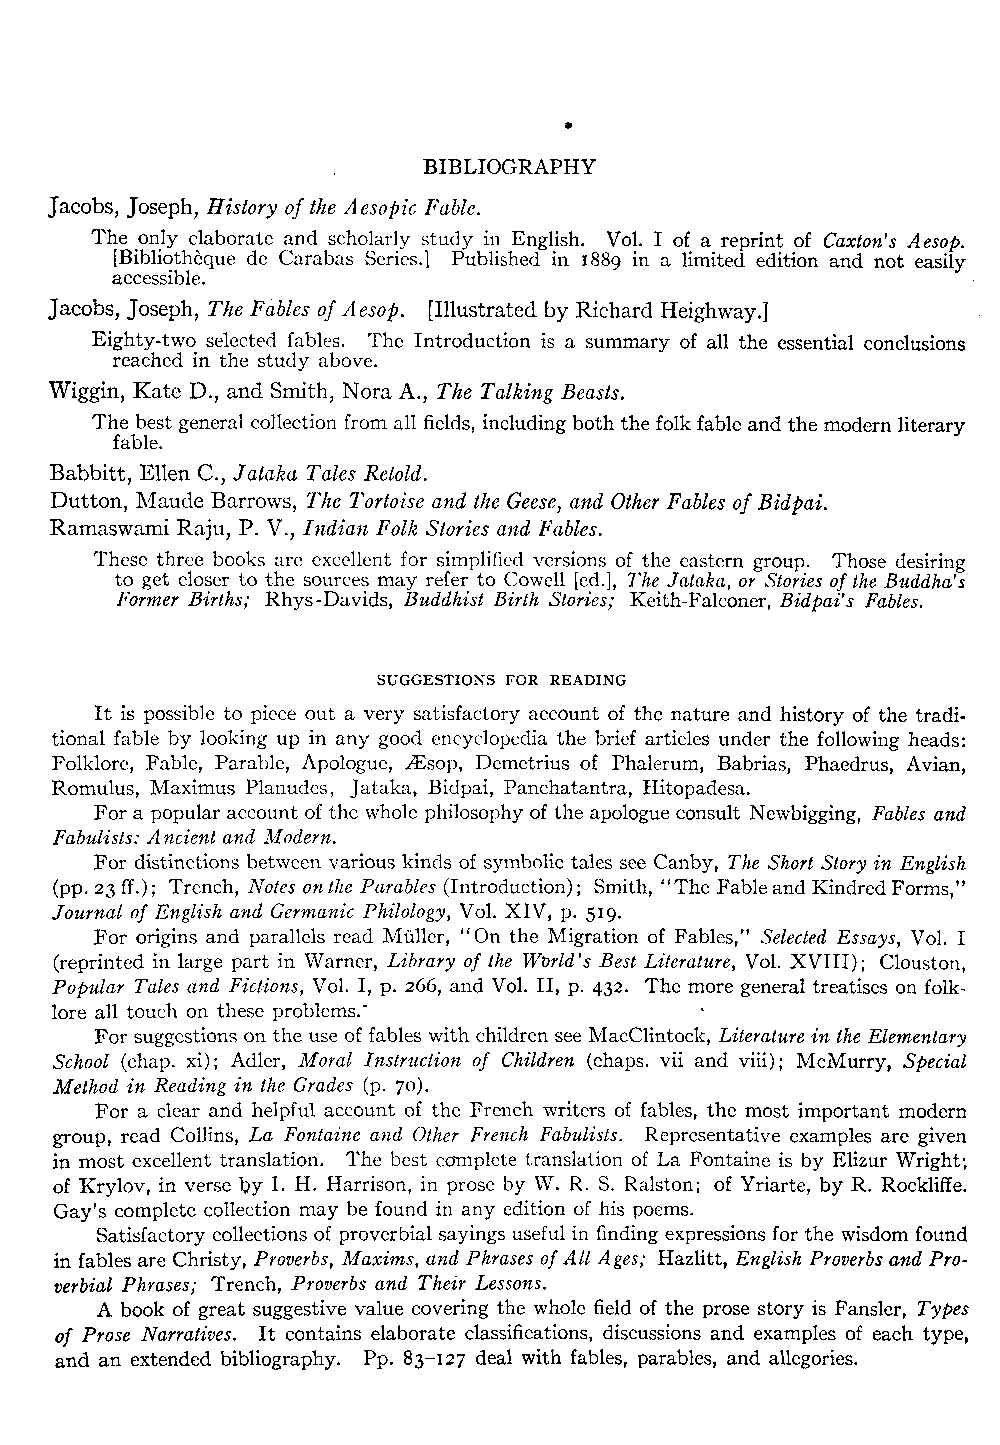 BIBLIOGRAPHY
Jacobs, Joseph, History of the Aesopic Fable.
The only elaborate and scholarly study in English. Vol. I of a reprint of Caxton's Aesop.
[Bibliothèque de Carabas Series.] Published in 1889 in a limited edition and not easily
accessible.
Jacobs, Joseph, The Fables of Aesop. [Illustrated by Richard Heighway.]
Eighty-two selected fables. The Introduction is a summary of all the essential conclusions
reached in the study above.
Wiggin, Kate D., and Smith, Nora A., The Talking Beasts.
The best general collection from all fields, including both the folk fable and the modern literary
fable.
Babbitt, Ellen C., Jataka Tales Retold.
Dutton, Maude Barrows, The Tortoise and the Geese, and Other Fables of Bidpai.
Ramaswami Raju, P. V., Indian Folk Stories and Fables.
These three books are excellent for simplified versions of the eastern group. Those desiring
to get closer to the sources may refer to Cowell [ed.], The Jataka, or Stories of the Buddha's
Former Births; Rhys-Davids, Buddhist Birth Stories; Keith-Falconer, Bidpai's Fables.
SUGGESTIONS FOR READING
It is possible to piece out a very satisfactory account of the nature and history of the tradi-
tional fable by looking up in any good encyclopedia the brief articles under the following heads:
Folklore, Fable, Parable, Apologue, Æsop, Demetrius of Phalerum, Babrias, Phaedrus, Avian,
Romulus, Maximus Planudes, Jataka, Bidpai, Panchatantra, Hitopadesa.
For a popular account of the whole philosophy of the apologue consult Newbigging, Fables and
Fabulists: Ancient and Modern.
For distinctions between various kinds of symbolic tales see Canby, The Short Story in English
(pp. 23 ff.); Trench, Notes on the Parables (Introduction); Smith, "The Fable and Kindred Forms,"
Journal of English and Germanic Philology, Vol. XIV, p. 519.
For origins and parallels read Müller, "On the Migration of Fables," Selected Essays, Vol. I
(reprinted in large part in Warner, Library of the World's Best Literature, Vol. XVIII); Clouston,
Popular Tales and Fictions, Vol. I, p. 266, and Vol. II, p. 432. The more general treatises on folk-
lore all touch on these problems.
For suggestions on the use of fables with children see MacClintock, Literature in the Elementary
School (chap. xi); Adler, Moral Instruction of Children (chaps. vii and viii); McMurry, Special
Method in Reading in the Grades (p. 70).
For a clear and helpful account of the French writers of fables, the most important modern
group, read Collins, La Fontaine and Other French Fabulists. Representative examples are given
in most excellent translation. The best complete translation of La Fontaine is by Elizur Wright;
of Krylov, in verse by I. H. Harrison, in prose by W. R. S. Ralston; of Yriarte, by R. Rockliffe.
Gay's complete collection may be found in any edition of his poems.
Satisfactory collections of proverbial sayings useful in finding expressions for the wisdom found
in fables are Christy, Proverbs, Maxims, and Phrases of All Ages; Hazlitt, English Proverbs and Pro-
verbial Phrases; Trench, Proverbs and Their Lessons.
A book of great suggestive value covering the whole field of the prose story is Fansler, Types
of Prose Narratives. It contains elaborate classifications, discussions and examples of each type,
and an extended bibliography. Pp. 83–127 deal with fables, parables, and allegories.